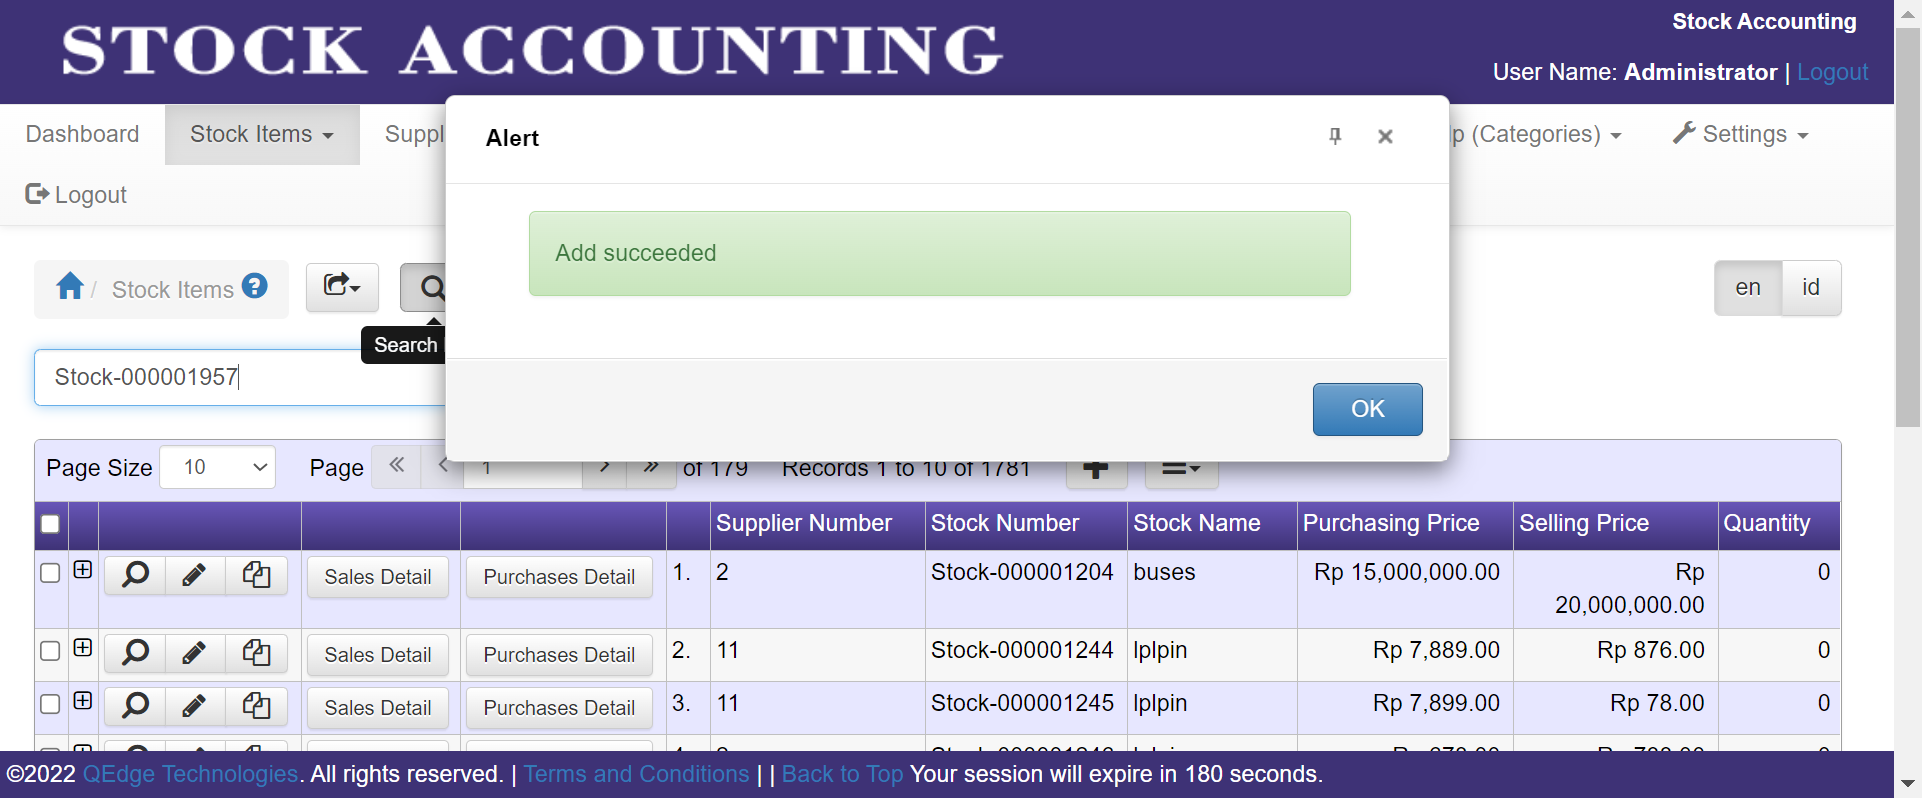 STOCK ACCOUNTING
Stock Accounting
User Name: Administrator | Logout
Dashboard
Stock Items
Suppl
lp (Categories)
Settings
Logout
Alert
Add succeeded
OK
/ Stock Items ?
en
id
Search
Stock-000001957
Page Size 10 Page 1 of 179 Records 1 to 10 of 1781
Supplier Number Stock Number Stock Name Purchasing Price Selling Price Quantity
Sales Detail Purchases Detail 1. 2 Stock-000001204 buses Rp 15,000,000.00 Rp 0
20,000,000.00
Sales Detail Purchases Detail 2. 11 Stock-000001244 lplpin Rp 7,889.00 Rp 876.00 0
Sales Detail Purchases Detail 3. 11 Stock-000001245 lplpin Rp 7,899.00 Rp 78.00 0
©2022 QEdge Technologies. All rights reserved. | Terms and Conditions | | Back to Top Your session will expire in 180 seconds.